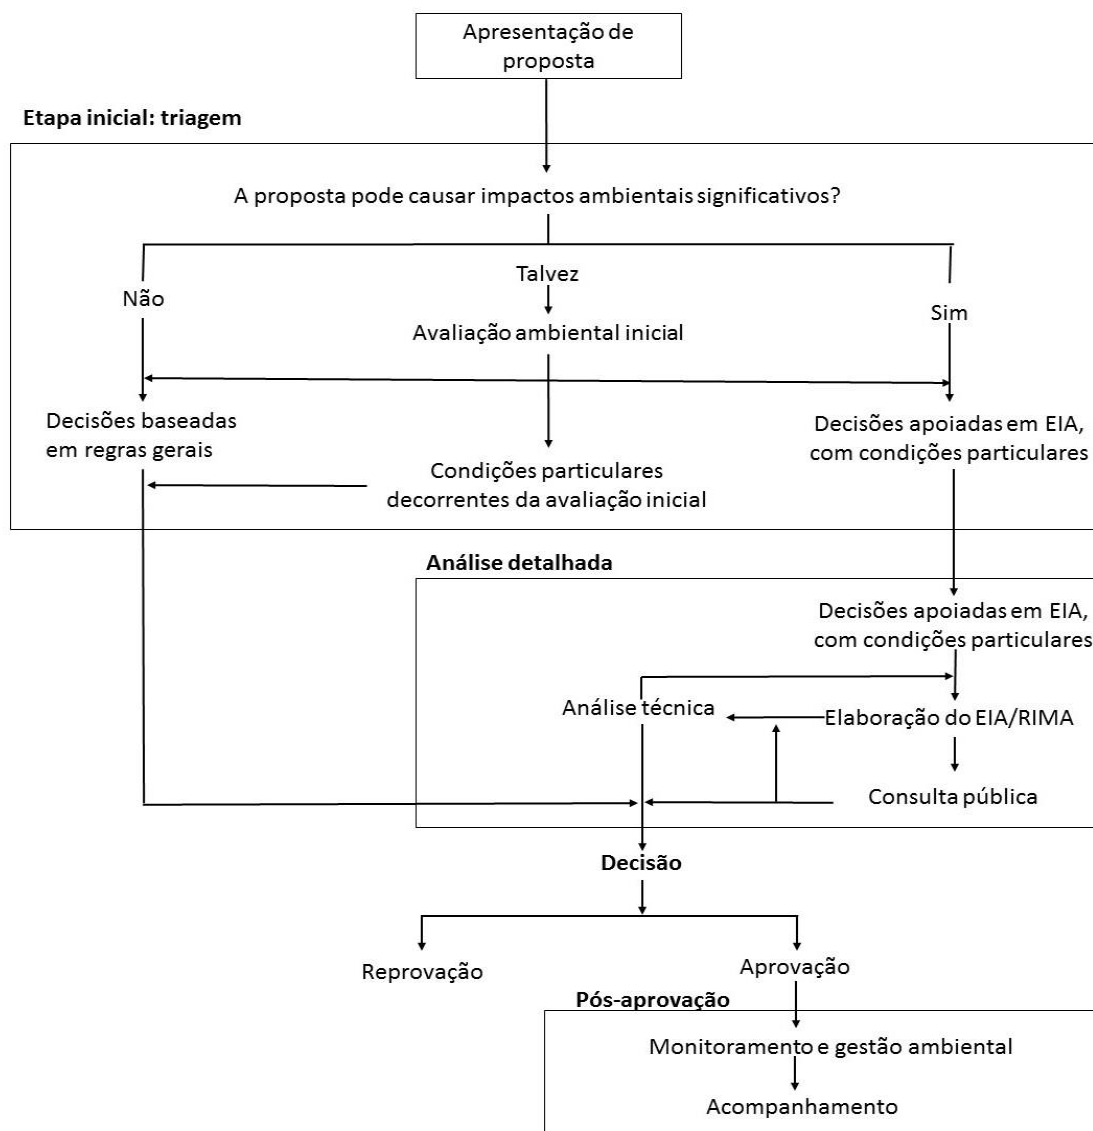 Apresentação de
proposta
Etapa inicial: triagem
A proposta pode causar impactos ambientais significativos?
Não
Talvez
Sim
Avaliação ambiental inicial
Decisões baseadas
em regras gerais
Decisões apoiadas em EIA,
com condições particulares
Condições particulares
decorrentes da avaliação inicial
Análise detalhada
Decisões apoiadas em EIA,
com condições particulares
Análise técnica
Elaboração do EIA/RIMA
Consulta pública
Decisão
Reprovação
Aprovação
Pós-aprovação
Monitoramento e gestão ambiental
Acompanhamento